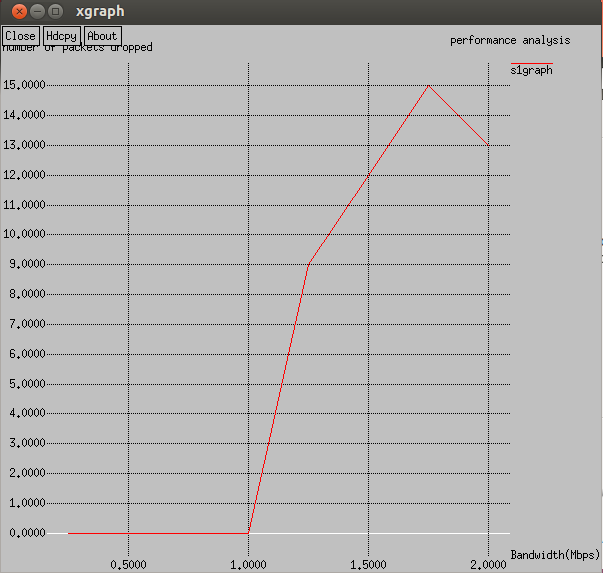 xgraph
Close Hdcpy About
number of packets dropped
performance analysis
s1graph
15.0000
14.0000
13.0000
12.0000
11.0000
10.0000
9.0000
8.0000
7.0000
6.0000
5.0000
4.0000
3.0000
2.0000
1.0000
0.0000
Bandwidth(Mbps)
0.5000 1.0000 1.5000 2.0000